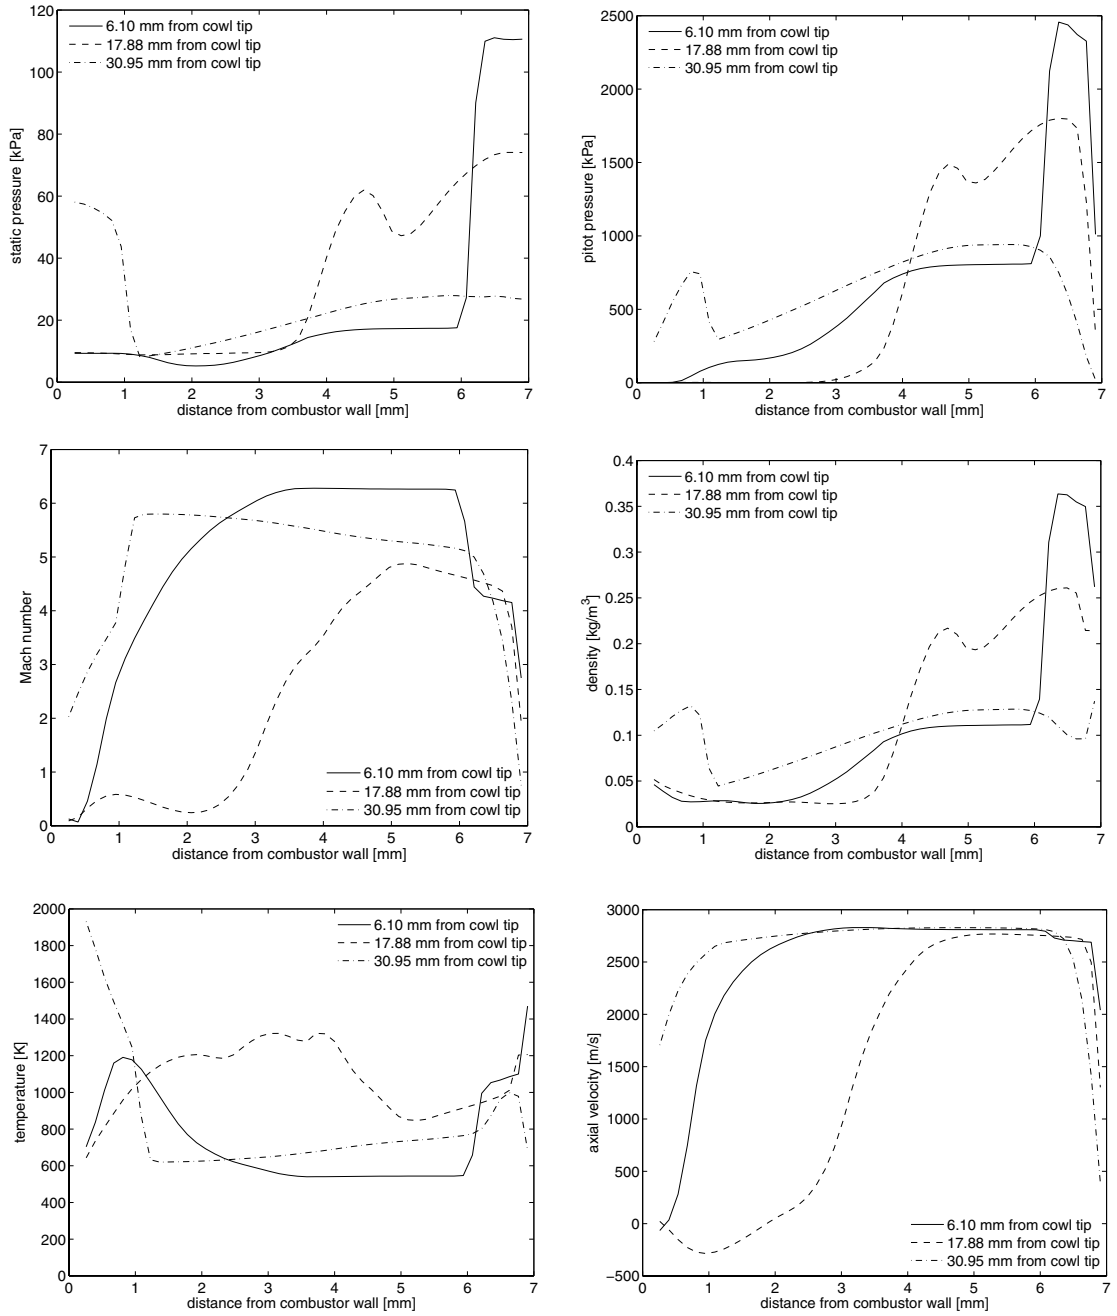 120
100
80
60
40
20
0
0 1 2 3 4 5 6 7
static pressure [kPa]
distance from combustor wall [mm]
6.10 mm from cowl tip
17.88 mm from cowl tip
30.95 mm from cowl tip
2500
2000
1500
1000
500
0
0 1 2 3 4 5 6 7
pitot pressure [kPa]
distance from combustor wall [mm]
6.10 mm from cowl tip
17.88 mm from cowl tip
30.95 mm from cowl tip
7
6
5
4
3
2
1
0
0 1 2 3 4 5 6 7
Mach number
distance from combustor wall [mm]
6.10 mm from cowl tip
17.88 mm from cowl tip
30.95 mm from cowl tip
0.4
0.35
0.3
0.25
0.2
0.15
0.1
0.05
0
0 1 2 3 4 5 6 7
density [kg/m³]
distance from combustor wall [mm]
6.10 mm from cowl tip
17.88 mm from cowl tip
30.95 mm from cowl tip
2000
1800
1600
1400
1200
1000
800
600
400
200
0
0 1 2 3 4 5 6 7
temperature [K]
distance from combustor wall [mm]
6.10 mm from cowl tip
17.88 mm from cowl tip
30.95 mm from cowl tip
3000
2500
2000
1500
1000
500
0
−500
0 1 2 3 4 5 6 7
axial velocity [m/s]
distance from combustor wall [mm]
6.10 mm from cowl tip
17.88 mm from cowl tip
30.95 mm from cowl tip